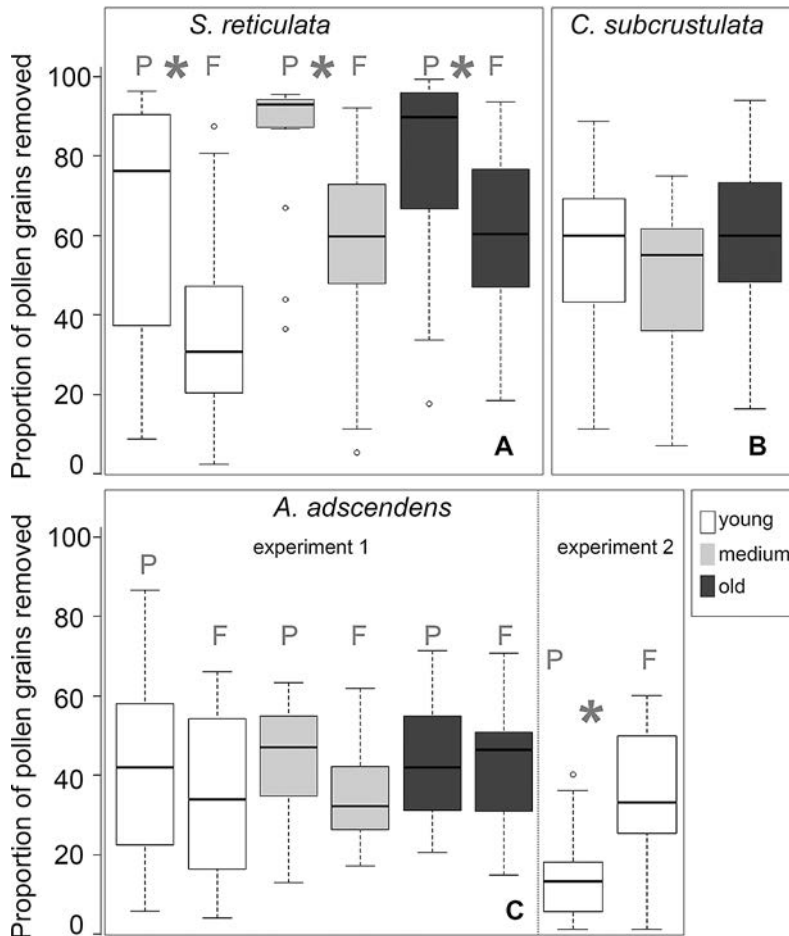 S. reticulata
C. subcrustulata
P * F P * F P * F
Proportion of pollen grains removed
100
80
60
40
20
0
A
B
A. adscendens
experiment 1
experiment 2
P F P F P F P * F
Proportion of pollen grains removed
100
80
60
40
20
0
C
young
medium
old